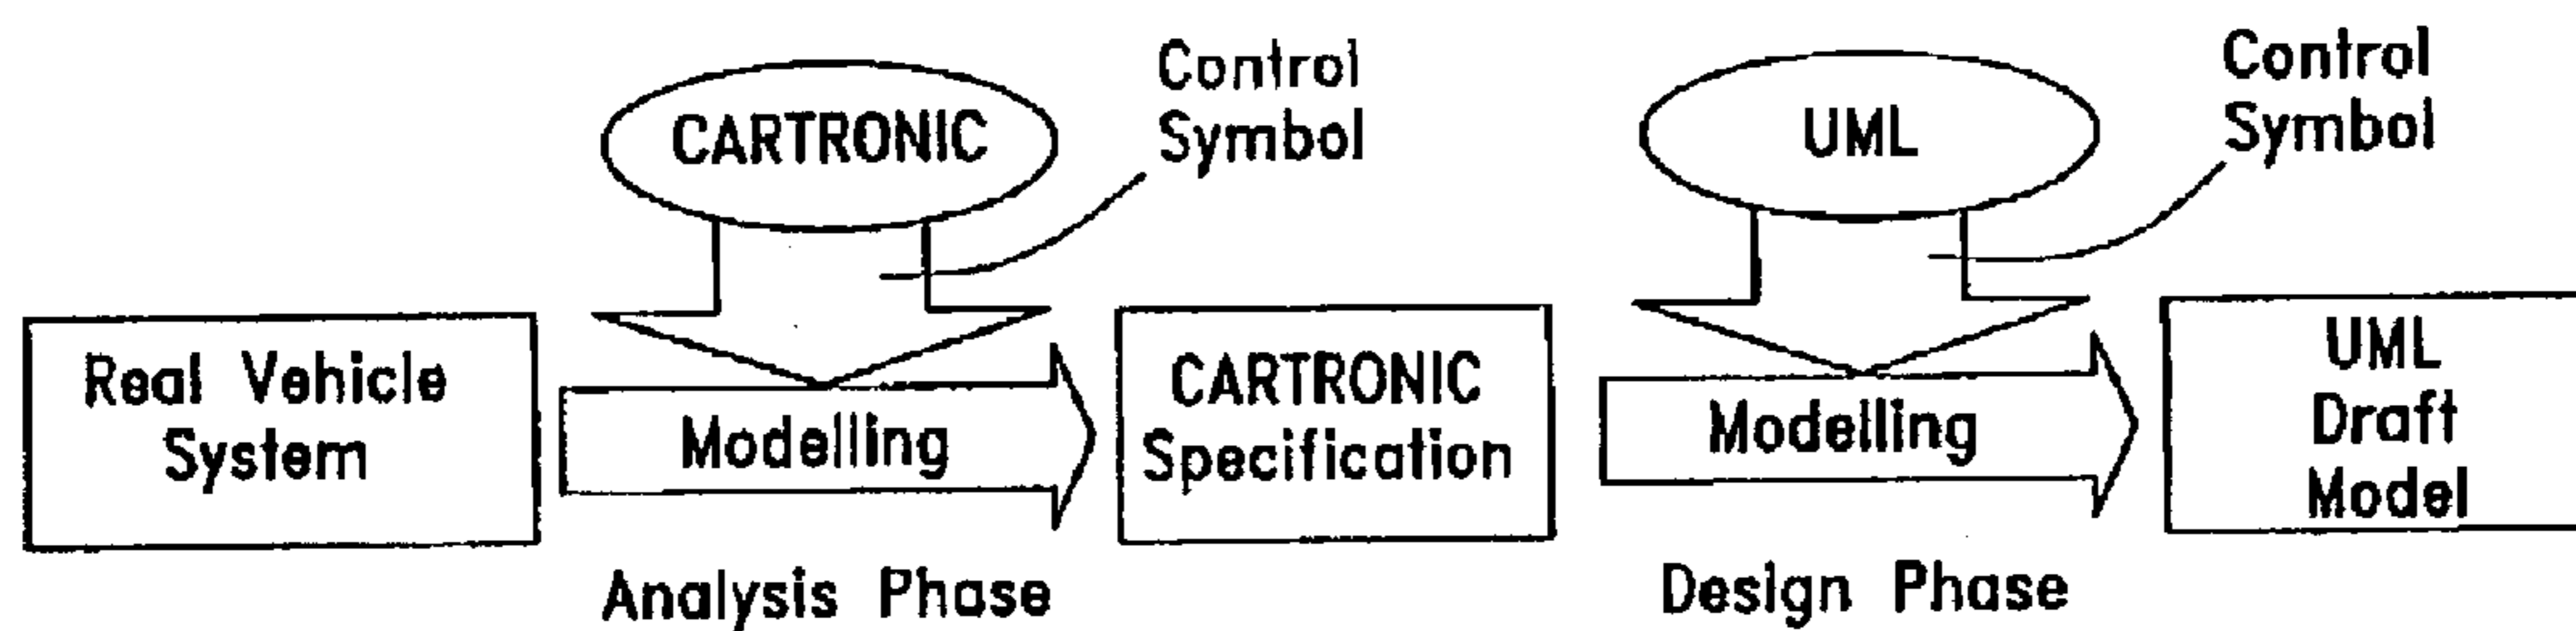 Control
Symbol
CARTRONIC
Control
Symbol
UML
Real Vehicle
System
Modelling
CARTRONIC
Specification
Modelling
UML
Draft
Model
Analysis Phase
Design Phase